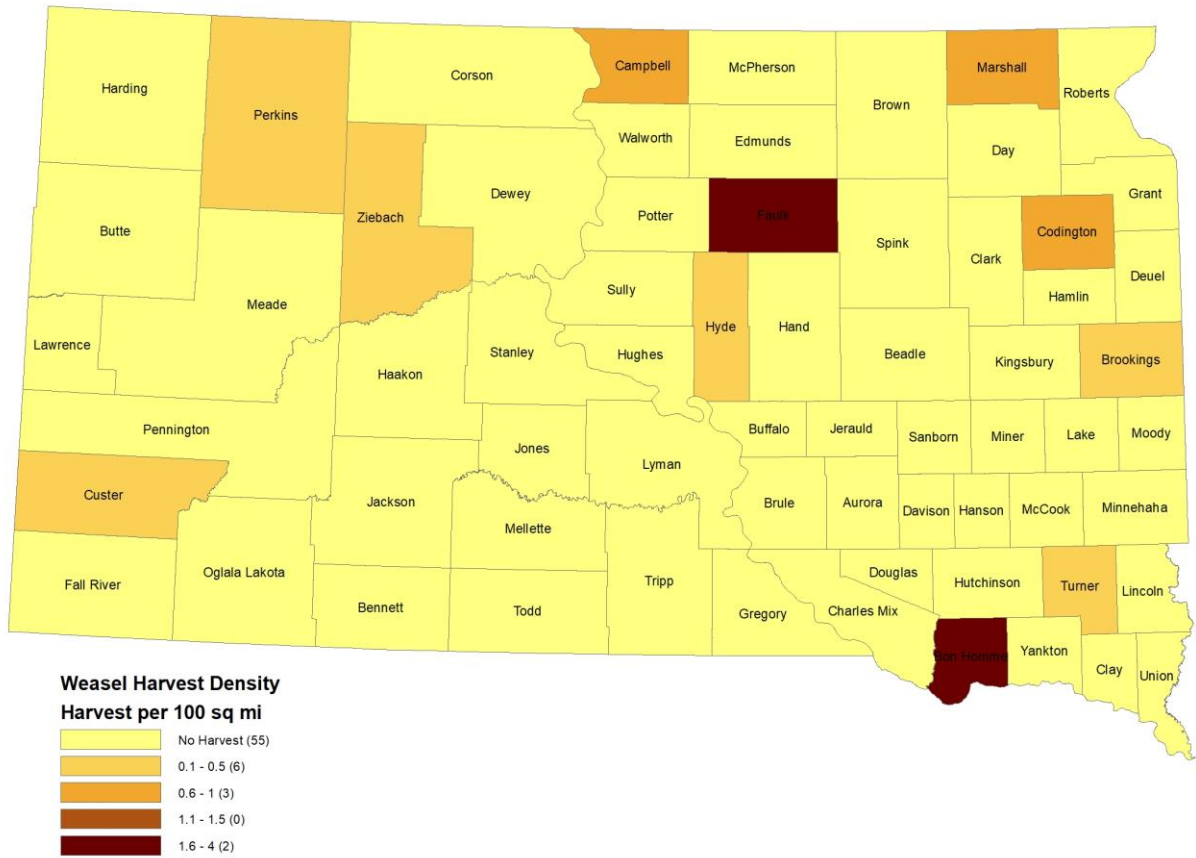 Harding
Perkins
Corson
Campbell
McPherson
Brown
Marshall
Roberts
Walworth
Edmunds
Day
Grant
Butte
Ziebach
Dewey
Potter
Faulk
Spink
Clark
Codington
Deuel
Meade
Sully
Hamlin
Lawrence
Haakon
Stanley
Hughes
Hyde
Hand
Beadle
Kingsbury
Brookings
Pennington
Jones
Lyman
Buffalo
Jerauld
Sanborn
Miner
Lake
Moody
Custer
Jackson
Mellette
Brule
Aurora
Davison
Hanson
McCook
Minnehaha
Fall River
Oglala Lakota
Bennett
Todd
Tripp
Gregory
Charles Mix
Douglas
Hutchinson
Turner
Lincoln
Bon Homme
Yankton
Clay
Union
Weasel Harvest Density
Harvest per 100 sq mi
No Harvest (55)
0.1 - 0.5 (6)
0.6 - 1 (3)
1.1 - 1.5 (0)
1.6 - 4 (2)